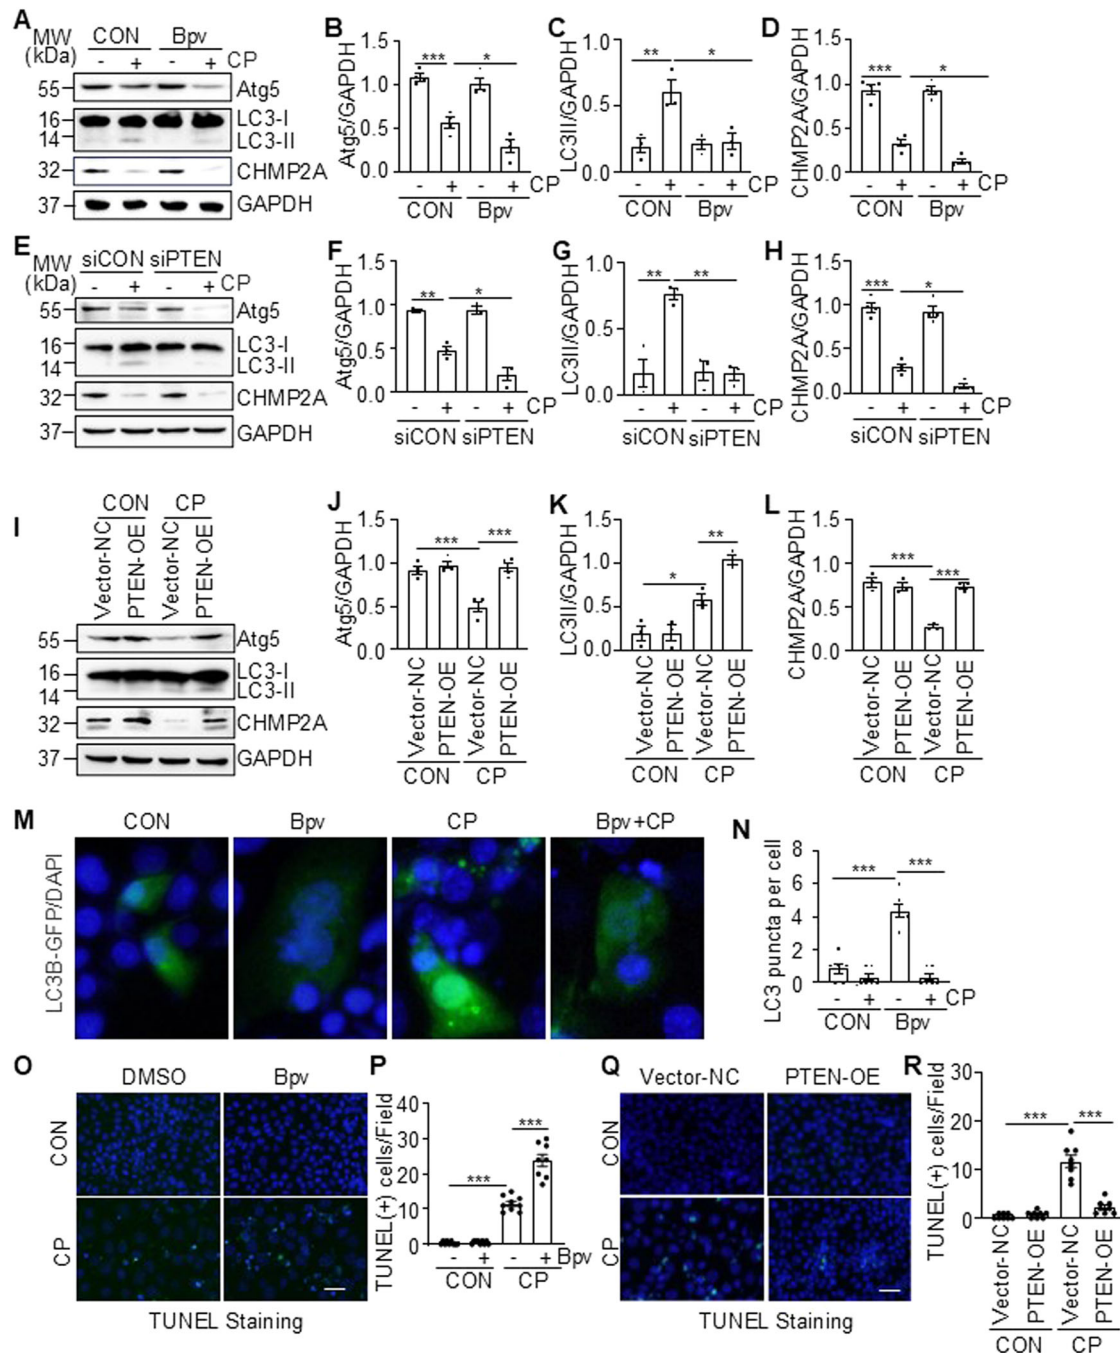 A
MW
(kDa)
CON Bpv
- + - + CP
55 Atg5
16 LC3-I
14 LC3-II
32 CHMP2A
37 GAPDH
B
Atg5/GAPDH
1.5
1.0
0.5
0.0
*** *
- + - + CP
CON Bpv
C
LC3II/GAPDH
1.0
0.5
0.0
** *
- + - + CP
CON Bpv
D
CHMP2A/GAPDH
1.5
1.0
0.5
0.0
*** *
- + - + CP
CON Bpv
E
MW
(kDa)
siCON siPTEN
- + - + CP
55 Atg5
16 LC3-I
14 LC3-II
32 CHMP2A
37 GAPDH
F
Atg5/GAPDH
1.5
1.0
0.5
0.0
** *
- + - + CP
siCON siPTEN
G
LC3II/GAPDH
1.0
0.5
0.0
** **
- + - + CP
siCON siPTEN
H
CHMP2A/GAPDH
1.5
1.0
0.5
0.0
*** *
- + - + CP
siCON siPTEN
I
CON CP
Vector-NC PTEN-OE Vector-NC PTEN-OE
55 Atg5
16 LC3-I
14 LC3-II
32 CHMP2A
37 GAPDH
J
Atg5/GAPDH
1.5
1.0
0.5
0.0
*** ***
Vector-NC PTEN-OE Vector-NC PTEN-OE
CON CP
K
LC3II/GAPDH
1.5
1.0
0.5
0.0
* **
Vector-NC PTEN-OE Vector-NC PTEN-OE
CON CP
L
CHMP2A/GAPDH
1.5
1.0
0.5
0.0
*** ***
Vector-NC PTEN-OE Vector-NC PTEN-OE
CON CP
M
CON Bpv CP Bpv+CP
LC3B-GFP/DAPI
N
LC3 puncta per cell
8
6
4
2
0
*** ***
- + - + CP
CON Bpv
O
DMSO Bpv
CON
CP
TUNEL Staining
P
TUNEL(+) cells/Field
40
30
20
10
0
*** ***
- + - + Bpv
CON CP
Q
Vector-NC PTEN-OE
CON
CP
TUNEL Staining
R
TUNEL(+) cells/Field
30
20
10
0
*** ***
Vector-NC PTEN-OE Vector-NC PTEN-OE
CON CP